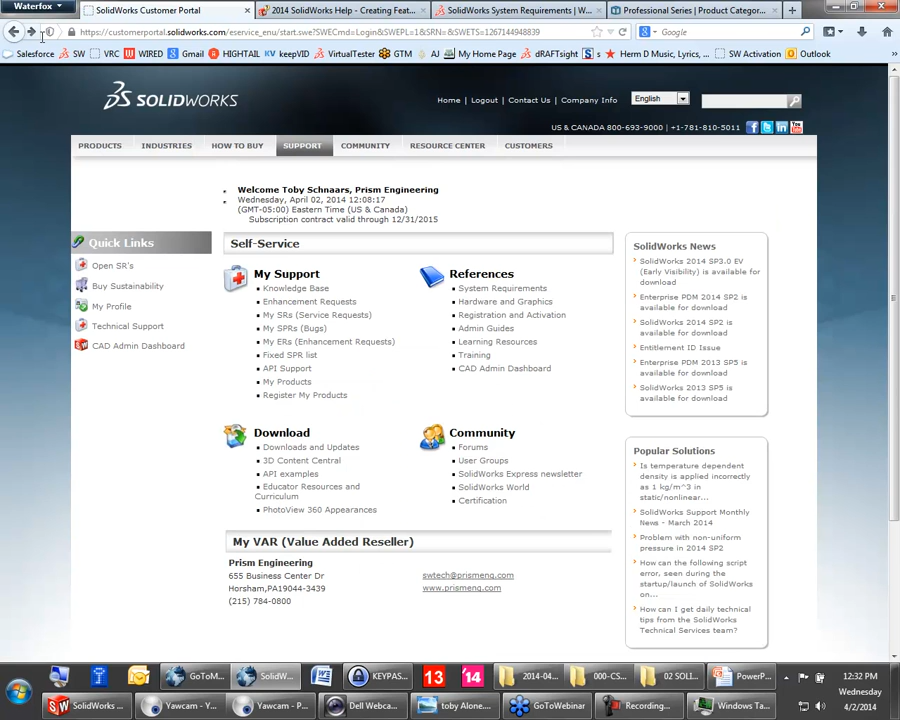 Waterfox
SolidWorks Customer Portal
2014 SolidWorks Help - Creating Feat...
SolidWorks System Requirements | W...
Professional Series | Product Categor...
https://customerportal.solidworks.com/eservice_enu/start.swe?SWECmd=Login&SWEPL=1&SRN=&SWETS=1267144948839
Google
Salesforce SW VRC WIRED Gmail HIGHTAIL keepVID VirtualTester GTM AJ My Home Page dRAFTsight s Herm D Music, Lyrics,... SW Activation Outlook
SOLIDWORKS
Home | Logout | Contact Us | Company Info
English
US & CANADA 800-693-9000 | +1-781-810-5011
PRODUCTS INDUSTRIES HOW TO BUY SUPPORT COMMUNITY RESOURCE CENTER CUSTOMERS
Welcome Toby Schnaars, Prism Engineering
Wednesday, April 02, 2014 12:08:17
(GMT-05:00) Eastern Time (US & Canada)
Subscription contract valid through 12/31/2015
Quick Links
Open SR's
Buy Sustainability
My Profile
Technical Support
CAD Admin Dashboard
Self-Service
My Support
Knowledge Base
Enhancement Requests
My SRs (Service Requests)
My SPRs (Bugs)
My ERs (Enhancement Requests)
Fixed SPR list
API Support
My Products
Register My Products
References
System Requirements
Hardware and Graphics
Registration and Activation
Admin Guides
Learning Resources
Training
CAD Admin Dashboard
Download
Downloads and Updates
3D Content Central
API examples
Educator Resources and
Curriculum
PhotoView 360 Appearances
Community
Forums
User Groups
SolidWorks Express newsletter
SolidWorks World
Certification
My VAR (Value Added Reseller)
Prism Engineering
655 Business Center Dr
Horsham,PA19044-3439
(215) 784-0800
swtech@prismeng.com
www.prismeng.com
SolidWorks News
SolidWorks 2014 SP3.0 EV
(Early Visibility) is available for
download
Enterprise PDM 2014 SP2 is
available for download
SolidWorks 2014 SP2 is
available for download
Entitlement ID Issue
Enterprise PDM 2013 SP5 is
available for download
SolidWorks 2013 SP5 is
available for download
Popular Solutions
Is temperature dependent
density is applied incorrectly
as 1 kg/m^3 in
static/nonlinear...
SolidWorks Support Monthly
News - March 2014
Problem with non-uniform
pressure in 2014 SP2
How can the following script
error, seen during the
startup/launch of SolidWorks
on...
How can I get daily technical
tips from the SolidWorks
Technical Services team?
GoToM... SolidW... KEYPAS... 13 '14 2014-04... 000-CS... 02 SOLI... PowerP... 12:32 PM
Wednesday
SolidWorks ... Yawcam - Y... Yawcam - P... Dell Webca... toby Alone.... GoToWebinar Recording... Windows Ta... 4/2/2014